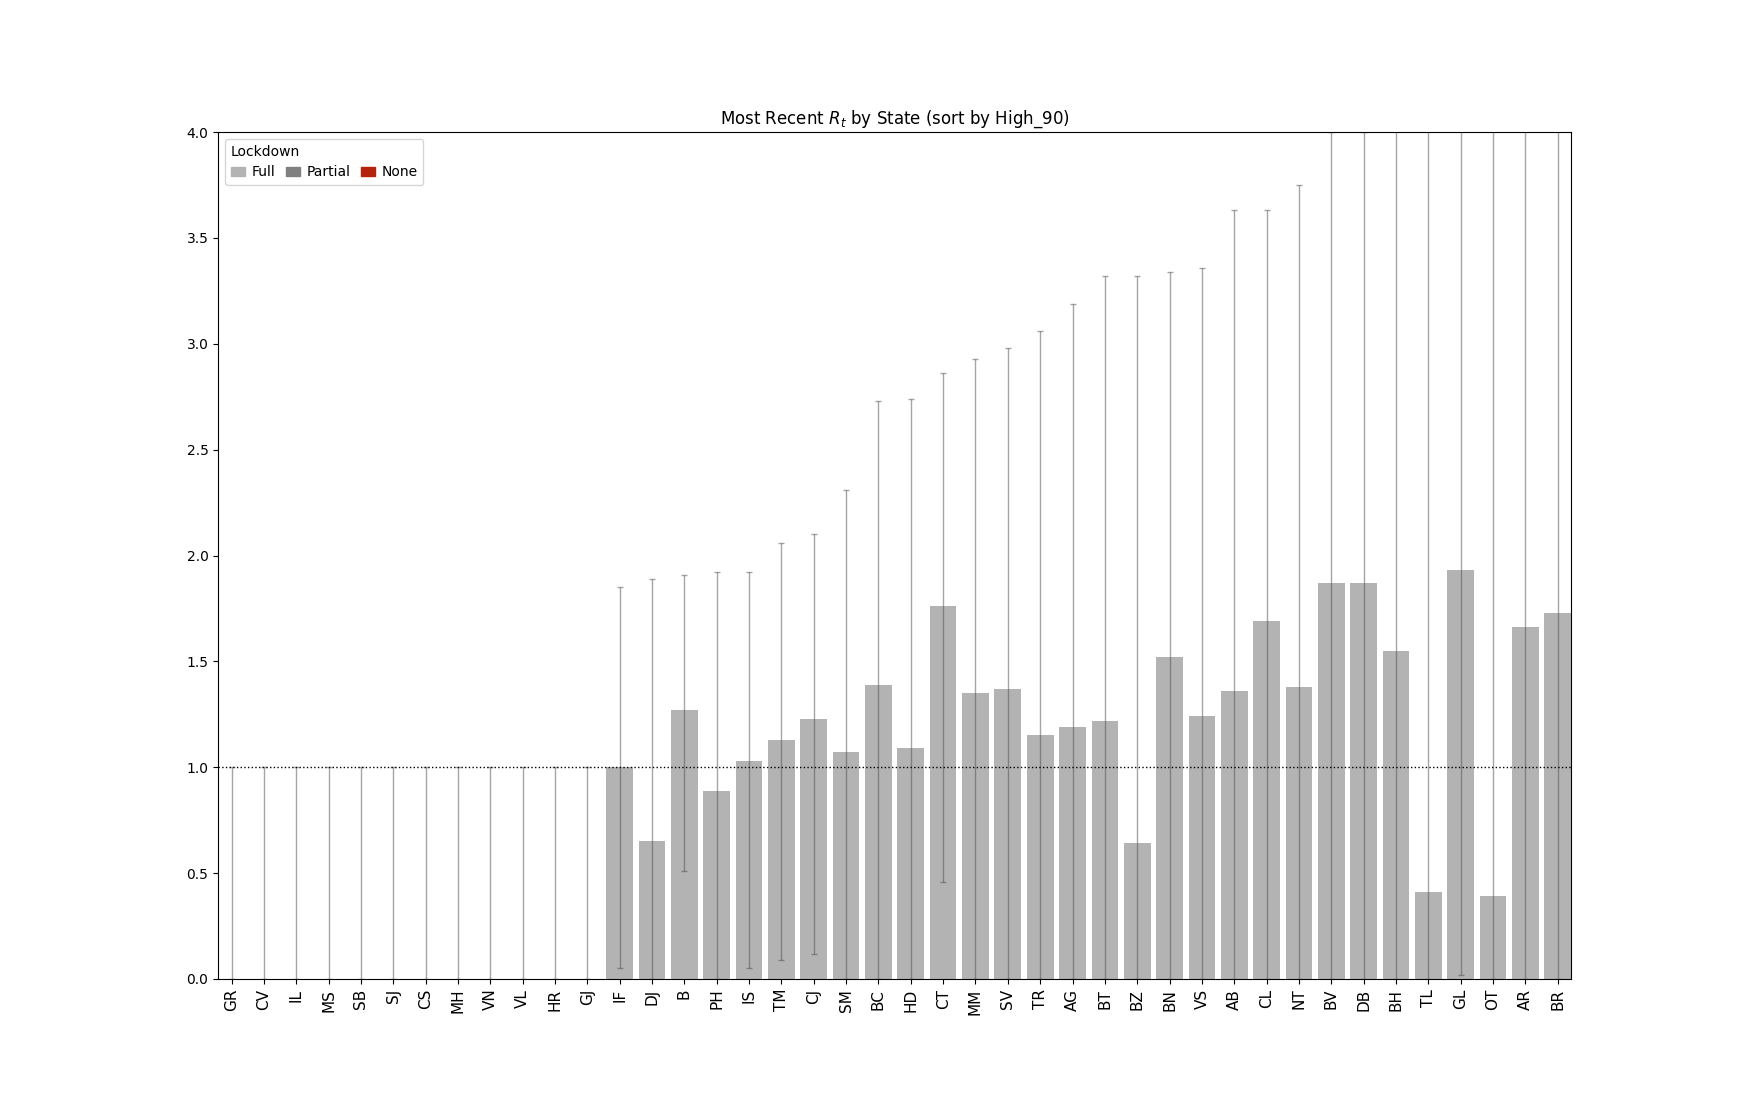 Most Recent R_t by State (sort by High_90)
Lockdown
Full Partial None
4.0
3.5
3.0
2.5
2.0
1.5
1.0
0.5
0.0
GR CV IL MS SB SJ CS MH VN VL HR GJ IF DJ B PH IS TM CJ SM BC HD CT MM SV TR AG BT BZ BN VS AB CL NT BV DB BH TL GL OT AR BR